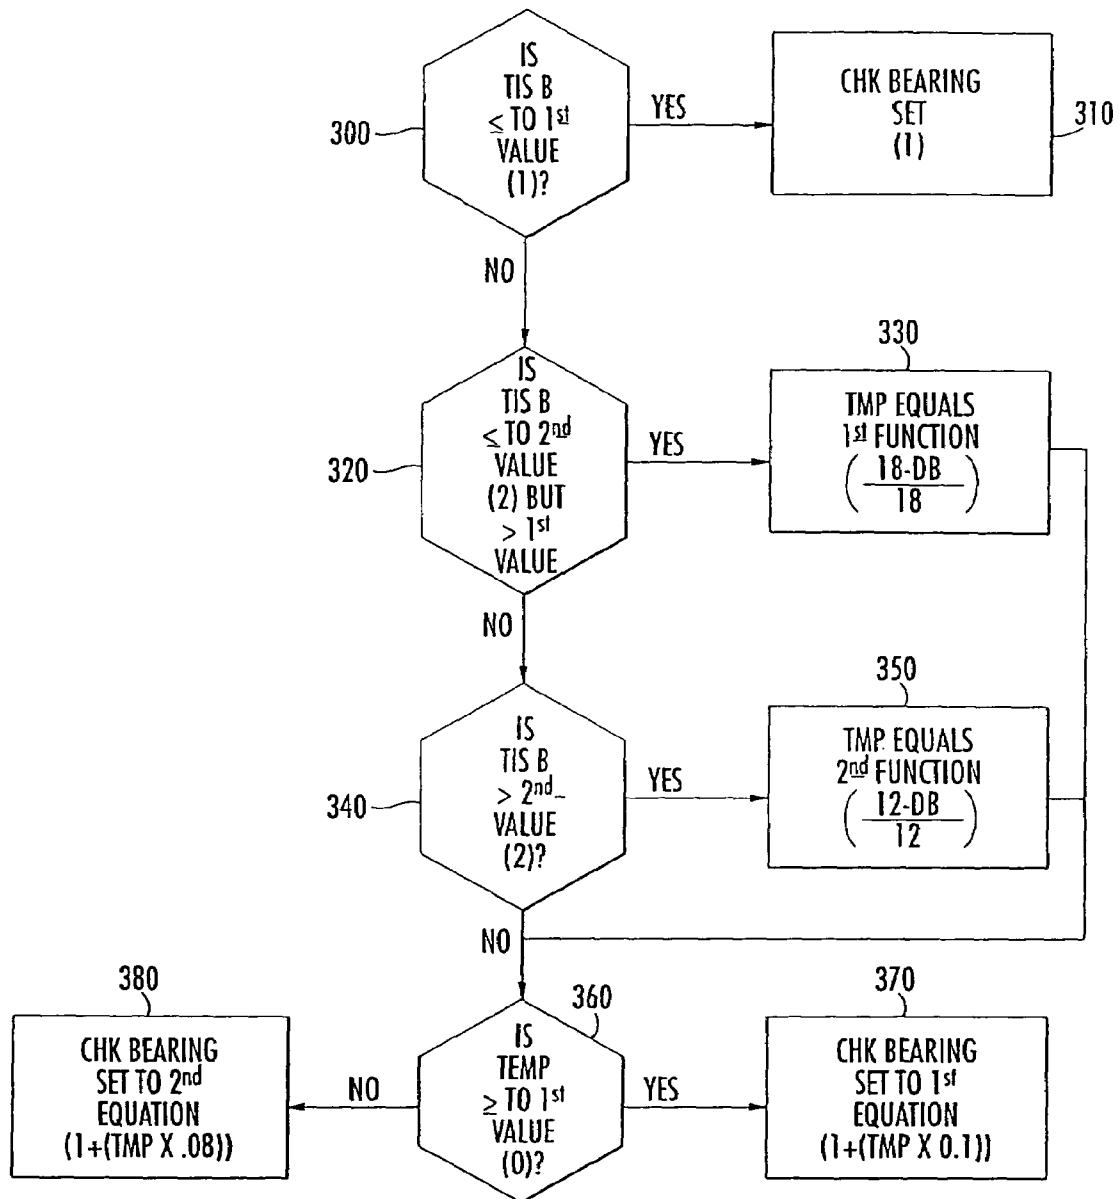 IS
TIS B
≤ TO 1st
VALUE
(1)?
300
YES
CHK BEARING
SET
(1)
310
NO
IS
TIS B
≤ TO 2nd
VALUE
(2) BUT
> 1st
VALUE
320
YES
330
TMP EQUALS
1st FUNCTION
(18-DB
18)
NO
IS
TIS B
> 2nd
VALUE
(2)?
340
YES
350
TMP. EQUALS
2nd FUNCTION
(12-DB
12)
NO
380
CHK BEARING
SET TO 2nd
EQUATION
(1+(TMP X .08))
NO
360
IS
TEMP
≥ TO 1st
VALUE
(0)?
YES
370
CHK BEARING
SET TO 1st
EQUATION
(1+(TMP X 0.1))